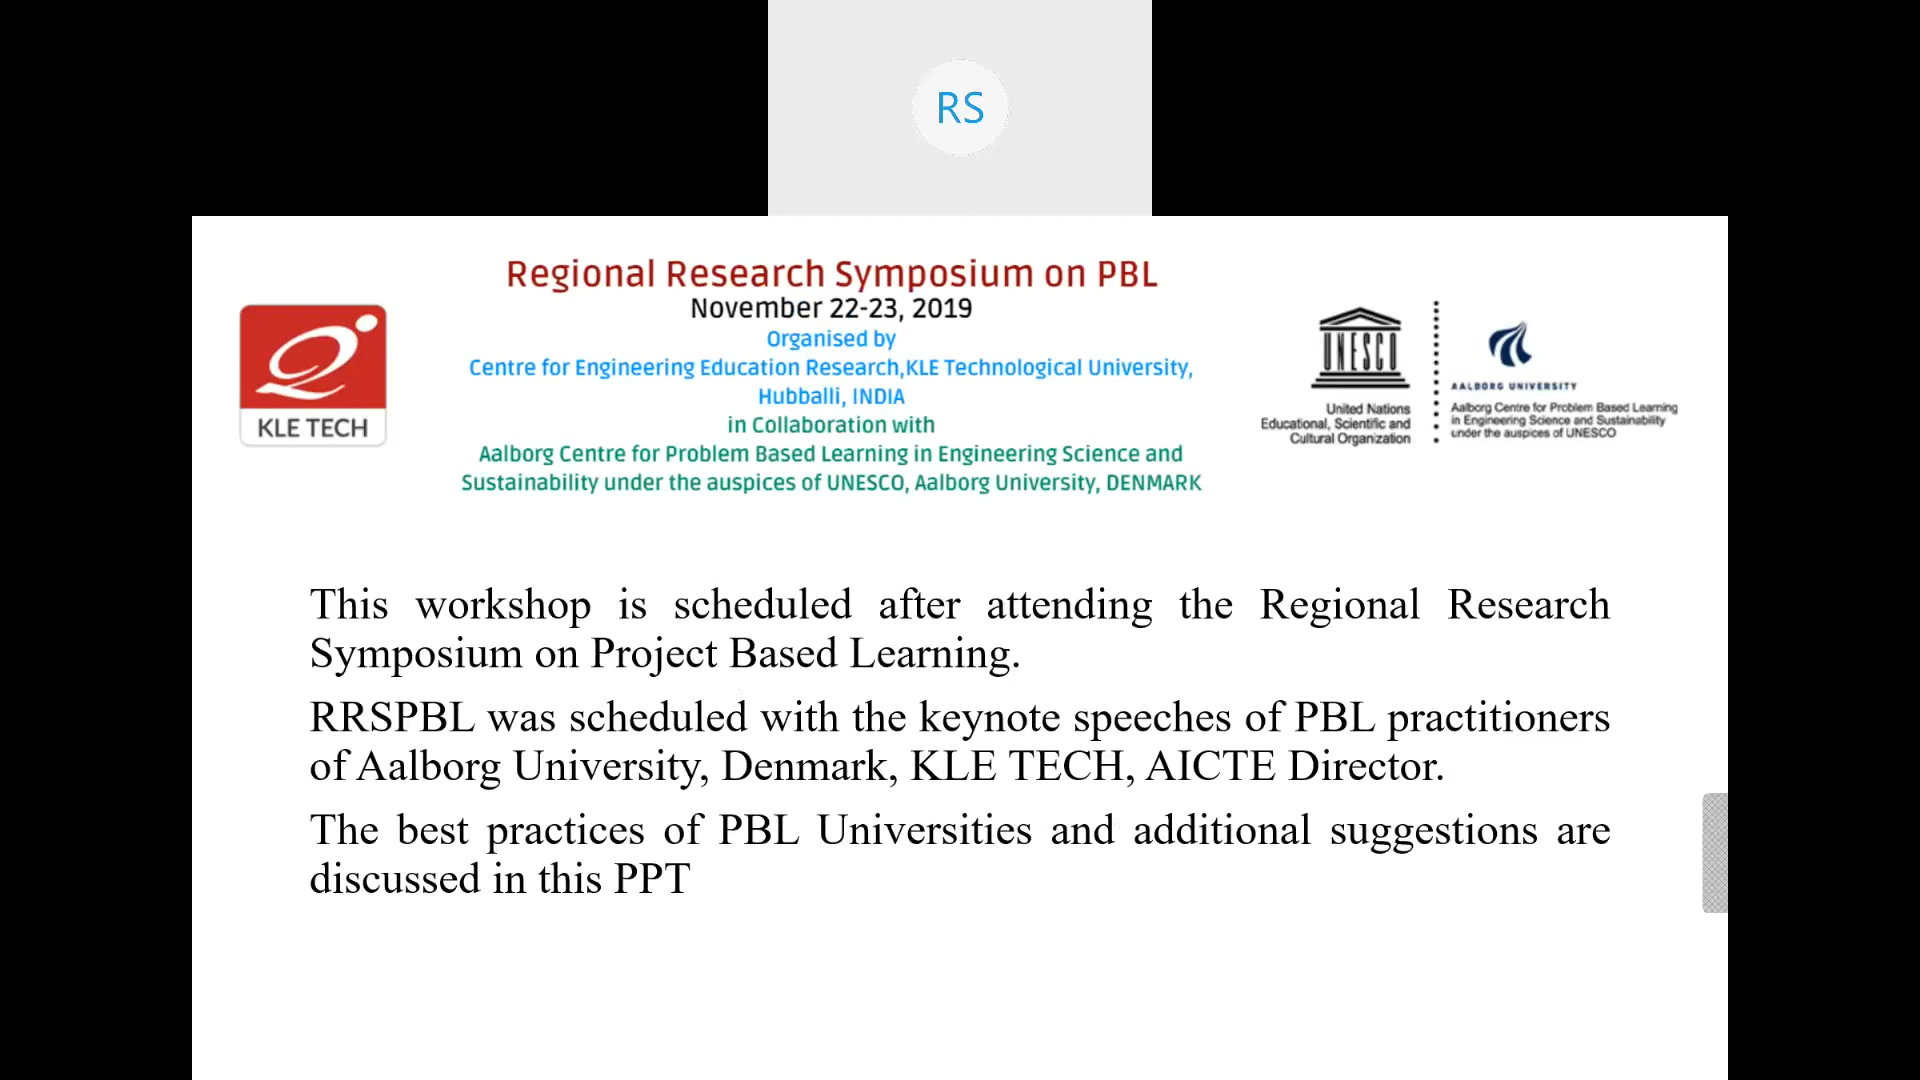 RS
Regional Research Symposium on PBL
November 22-23, 2019
Organised by
Centre for Engineering Education Research,KLE Technological University,
Hubballi, INDIA
in Collaboration with
Aalborg Centre for Problem Based Learning in Engineering Science and
Sustainability under the auspices of UNESCO, Aalborg University, DENMARK
KLE TECH
UNESCO
United Nations
Educational, Scientific and
Cultural Organization
AALBORG UNIVERSITY
Aalborg Centre for Problem Based Learning
in Engineering Science and Sustainability
under the auspices of UNESCO
This workshop is scheduled after attending the Regional Research
Symposium on Project Based Learning.
RRSPBL was scheduled with the keynote speeches of PBL practitioners
of Aalborg University, Denmark, KLE TECH, AICTE Director.
The best practices of PBL Universities and additional suggestions are
discussed in this PPT